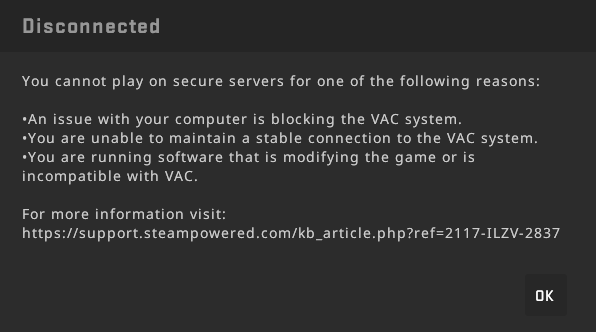 Disconnected
You cannot play on secure servers for one of the following reasons:
•An issue with your computer is blocking the VAC system.
•You are unable to maintain a stable connection to the VAC system.
•You are running software that is modifying the game or is
incompatible with VAC.
For more information visit:
https://support.steampowered.com/kb_article.php?ref=2117-ILZV-2837
OK